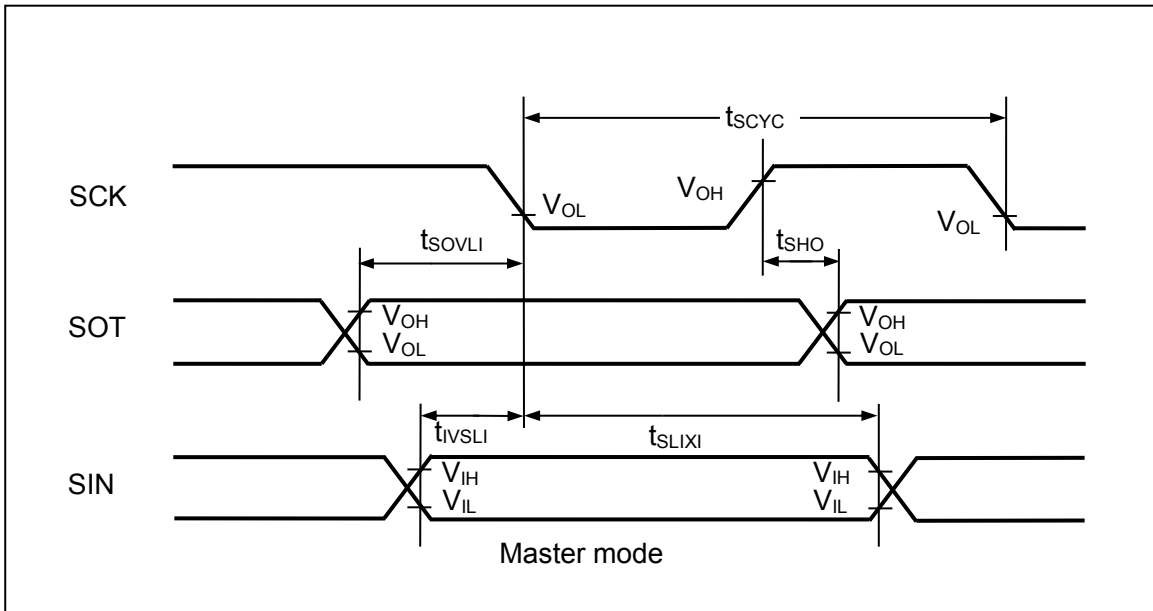 tSCYC
SCK
VOH
VOL
VOL
tSOVLI
tSHO
SOT
VOH
VOL
VOH
VOL
tIVSLI
tSLIXI
SIN
VIH
VIL
VIH
VIL
Master mode